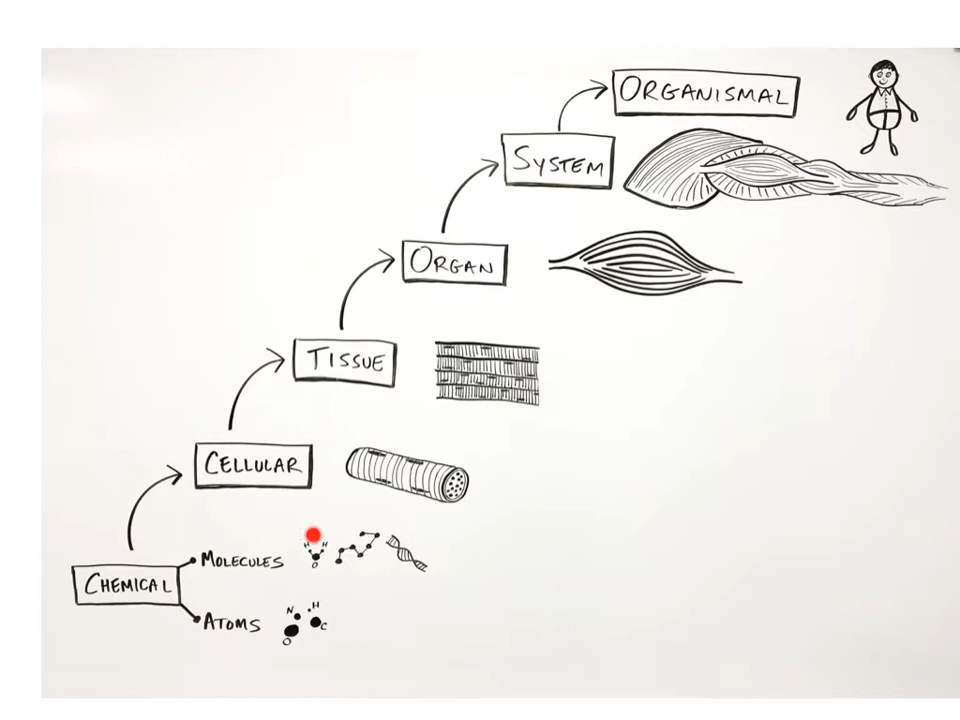 ORGANISMAL
SYSTEM
ORGAN
TISSUE
CELLULAR
CHEMICAL
MOLECULES
H H
O
ATOMS
N H
O C